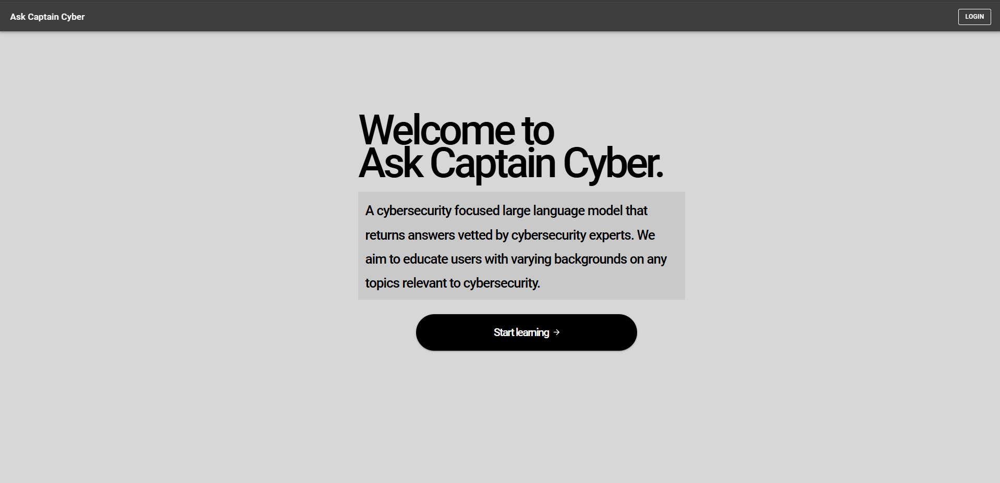 Ask Captain Cyber
LOGIN
Welcome to
Ask Captain Cyber.
A cybersecurity focused large language model that
returns answers vetted by cybersecurity experts. We
aim to educate users with varying backgrounds on any
topics relevant to cybersecurity.
Start learning →